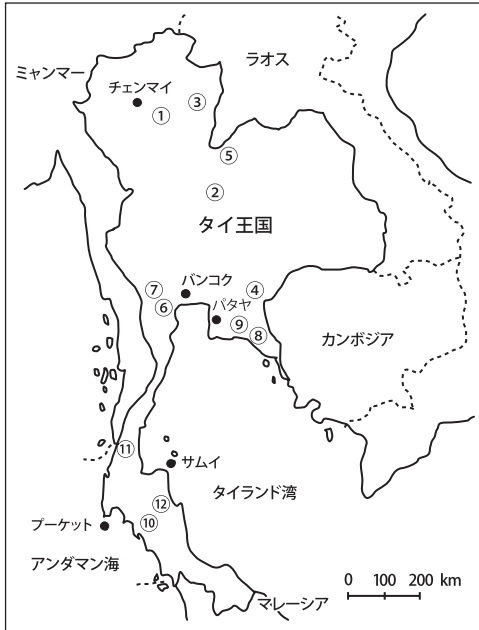 ラオス
ミャンマー
チェンマイ
③
①
⑤
②
タイ王国
バンコク
⑦
④
⑥
パタヤ
⑨
⑧
カンボジア
⑪
サムイ
タイランド湾
⑫
⑩
プーケット
アンダマン海
0 100 200 km
マレーシア